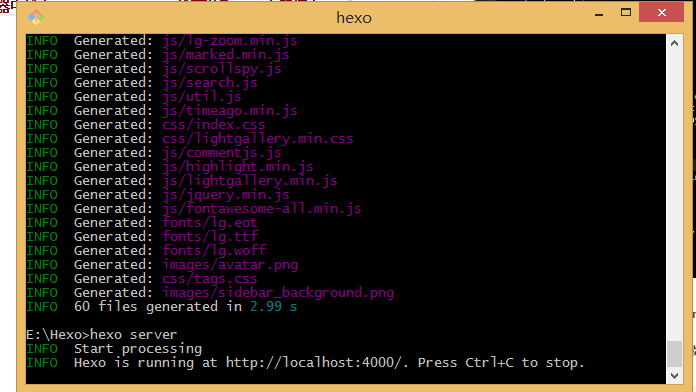 hexo
INFO  Generated: js/lg-zoom.min.js
INFO  Generated: js/marked.min.js
INFO  Generated: js/scrollspy.js
INFO  Generated: js/search.js
INFO  Generated: js/util.js
INFO  Generated: js/timeago.min.js
INFO  Generated: css/index.css
INFO  Generated: css/lightgallery.min.css
INFO  Generated: js/commentjs.js
INFO  Generated: js/highlight.min.js
INFO  Generated: js/lightgallery.min.js
INFO  Generated: js/jquery.min.js
INFO  Generated: js/fontawesome-all.min.js
INFO  Generated: fonts/lg.eot
INFO  Generated: fonts/lg.ttf
INFO  Generated: fonts/lg.woff
INFO  Generated: images/avatar.png
INFO  Generated: css/tags.css
INFO  Generated: images/sidebar_background.png
INFO  60 files generated in 2.99 s
E:\Hexo>hexo server
INFO  Start processing
INFO  Hexo is running at http://localhost:4000/. Press Ctrl+C to stop.